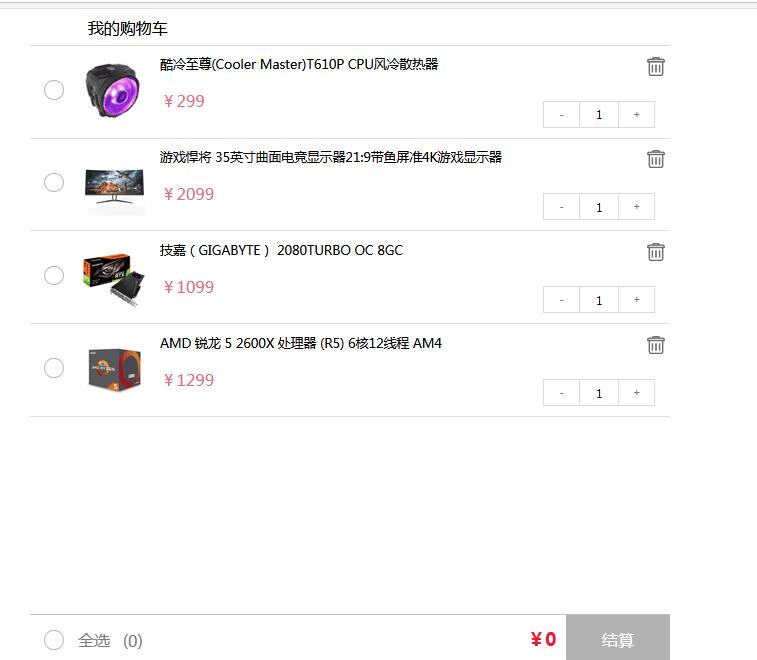 我的购物车
酷冷至尊(Cooler Master)T610P CPU风冷散热器
￥299
- 1 +
游戏悍将 35英寸曲面电竞显示器21:9带鱼屏准4K游戏显示器
￥2099
- 1 +
技嘉（GIGABYTE） 2080TURBO OC 8GC
￥1099
- 1 +
AMD 锐龙 5 2600X 处理器 (R5) 6核12线程 AM4
￥1299
- 1 +
全选 (0) ￥0 结算